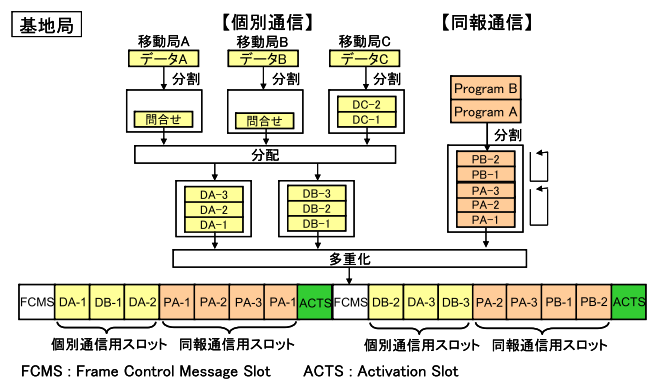 基地局
【個別通信】
【同報通信】
移動局A
移動局B
移動局C
データA
データB
データC
分割
分割
分割
Program B
Program A
分割
問合せ
問合せ
DC-2
DC-1
分配
PB-2
PB-1
PA-3
PA-2
PA-1
DA-3
DA-2
DA-1
DB-3
DB-2
DB-1
多重化
FCMS DA-1 DB-1 DA-2 PA-1 PA-2 PA-3 PA-1 ACTS FCMS DB-2 DA-3 DB-3 PA-2 PA-3 PB-1 PB-2 ACTS
個別通信用スロット 同報通信用スロット 個別通信用スロット 同報通信用スロット
FCMS : Frame Control Message Slot ACTS : Activation Slot